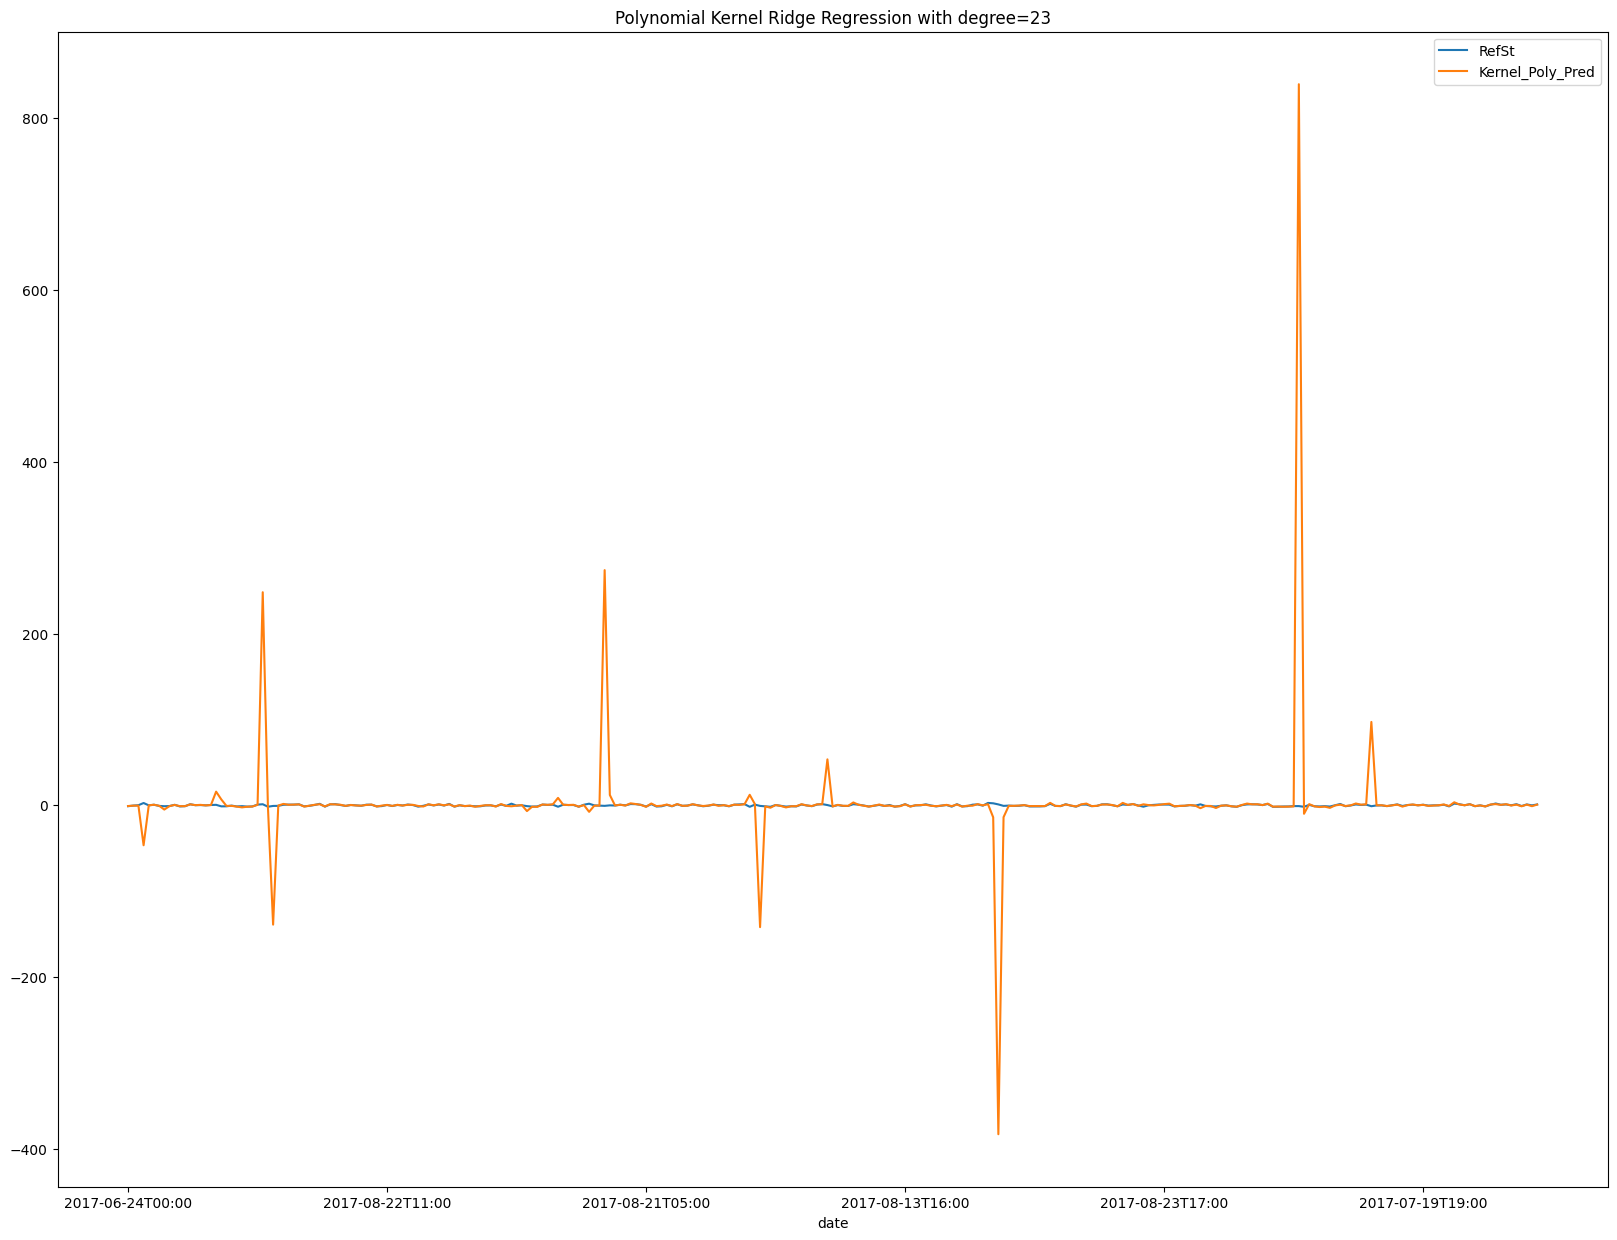 Polynomial Kernel Ridge Regression with degree=23
RefSt
Kernel_Poly_Pred
800
600
400
200
0
−200
−400
2017-06-24T00:00
2017-08-22T11:00
2017-08-21T05:00
2017-08-13T16:00
2017-08-23T17:00
2017-07-19T19:00
date